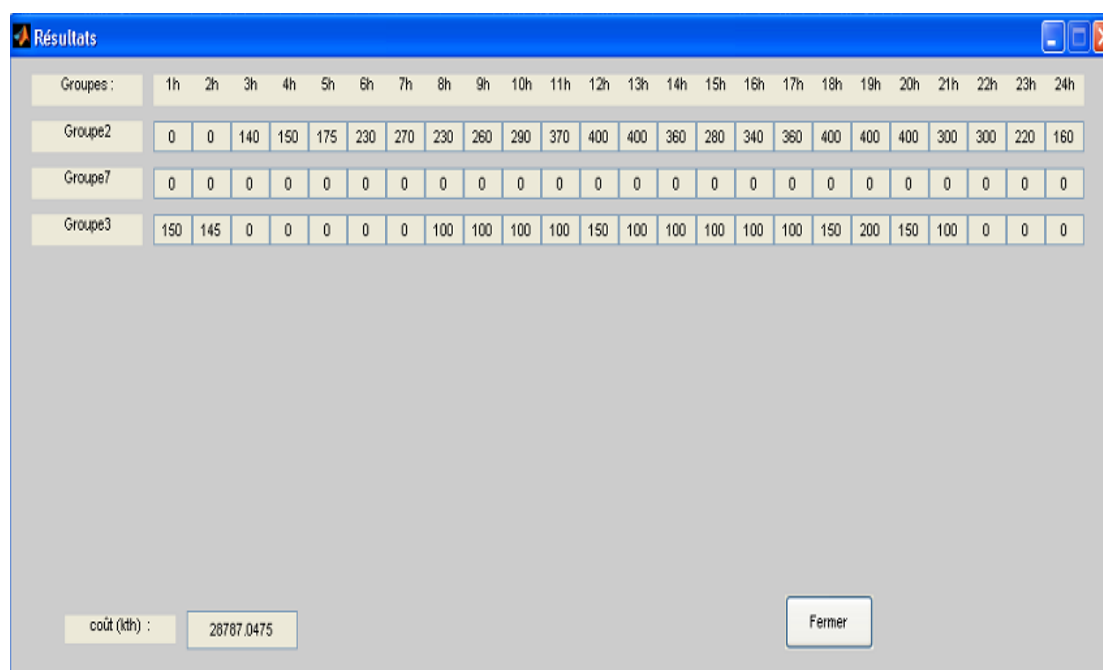 Résultats
Groupes : 1h 2h 3h 4h 5h 6h 7h 8h 9h 10h 11h 12h 13h 14h 15h 16h 17h 18h 19h 20h 21h 22h 23h 24h
Groupe2 0 0 140 150 175 230 270 230 260 290 370 400 400 360 280 340 360 400 400 400 300 300 220 160
Groupe7 0 0 0 0 0 0 0 0 0 0 0 0 0 0 0 0 0 0 0 0 0 0 0 0
Groupe3 150 145 0 0 0 0 0 100 100 100 100 150 100 100 100 100 100 150 200 150 100 0 0 0
coût (kth) : 28787.0475 Fermer